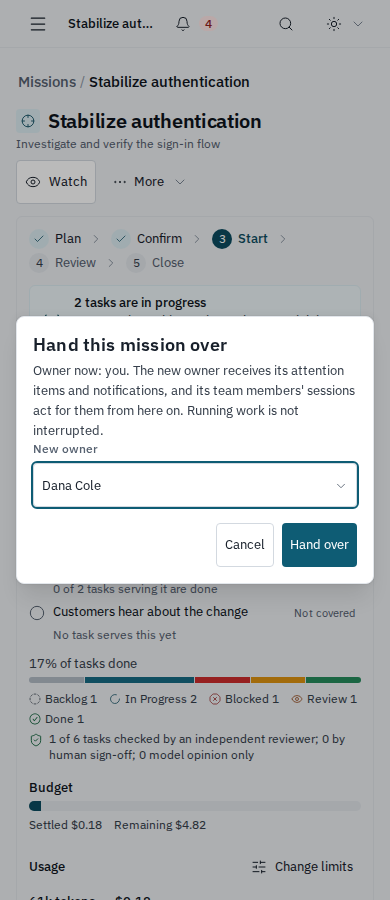 Stabilize aut...
4
Missions / Stabilize authentication
Stabilize authentication
Investigate and verify the sign-in flow
Watch
More
Plan
Confirm
3 Start
4 Review
5 Close
2 tasks are in progress
Hand this mission over
Owner now: you. The new owner receives its attention
items and notifications, and its team members' sessions
act for them from here on. Running work is not
interrupted.
New owner
Dana Cole
Cancel
Hand over
0 of 2 tasks serving it are done
Customers hear about the change
Not covered
No task serves this yet
17% of tasks done
Backlog 1
In Progress 2
Blocked 1
Review 1
Done 1
1 of 6 tasks checked by an independent reviewer; 0 by
human sign-off; 0 model opinion only
Budget
Settled $0.18
Remaining $4.82
Usage
Change limits